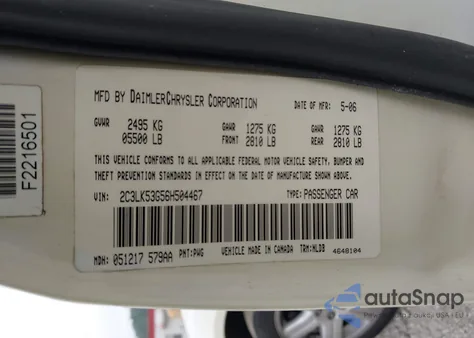 MFD BY DAIMLERCHRYSLER CORPORATION DATE OF MFR: 5-06
GVWR 2495 KG GAWR 1275 KG GAWR 1275 KG
05500 LB FRONT 2810 LB REAR 2810 LB
THIS VEHICLE CONFORMS TO ALL APPLICABLE FEDERAL MOTOR VEHICLE SAFETY, BUMPER AND
THEFT PREVENTION STANDARDS IN EFFECT ON THE DATE OF MANUFACTURE SHOWN ABOVE.
VIN: 2C3LK53G56H504467 TYPE: PASSENGER CAR
MDH: 051217 579AA PNT: PWG VEHICLE MADE IN CANADA TRM: NLDB 4648104
F2216501
autoSnap